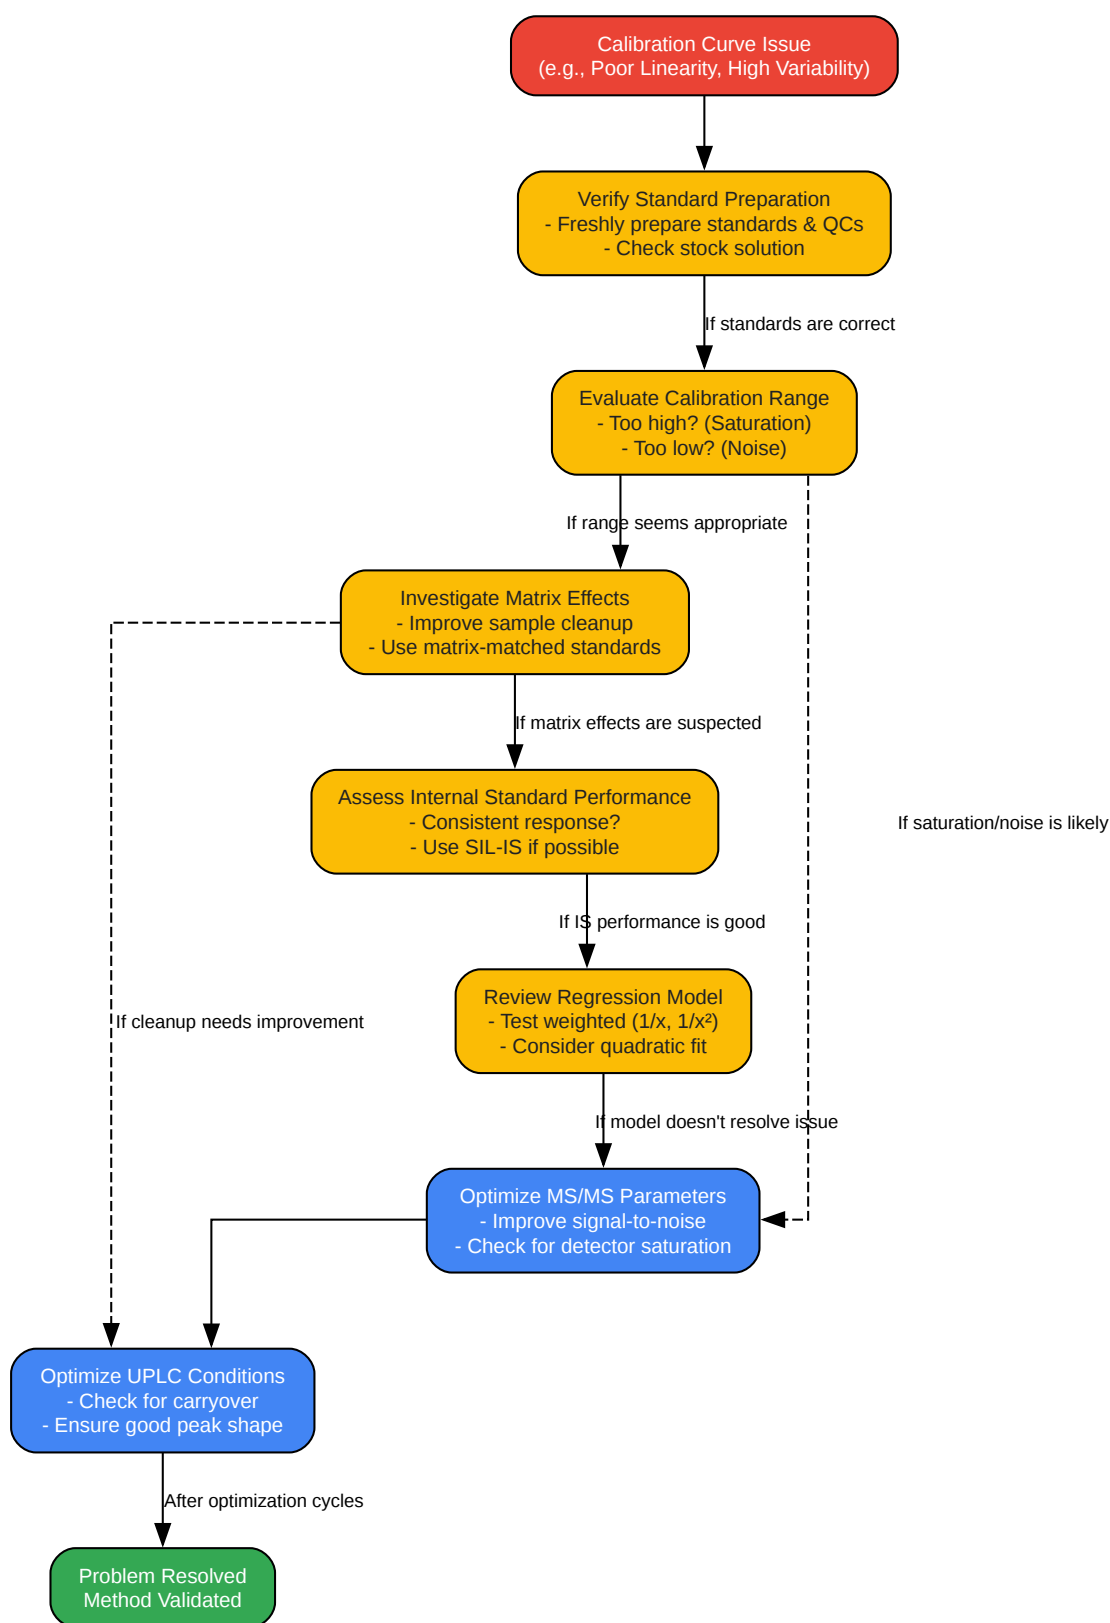 Calibration Curve Issue
(e.g., Poor Linearity, High Variability)
Verify Standard Preparation
- Freshly prepare standards & QCs
- Check stock solution
If standards are correct
Evaluate Calibration Range
- Too high? (Saturation)
- Too low? (Noise)
If range seems appropriate
Investigate Matrix Effects
- Improve sample cleanup
- Use matrix-matched standards
If matrix effects are suspected
Assess Internal Standard Performance
- Consistent response?
- Use SIL-IS if possible
If saturation/noise is likely
If IS performance is good
Review Regression Model
- Test weighted (1/x, 1/x²)
- Consider quadratic fit
If cleanup needs improvement
If model doesn't resolve issue
Optimize MS/MS Parameters
- Improve signal-to-noise
- Check for detector saturation
Optimize UPLC Conditions
- Check for carryover
- Ensure good peak shape
After optimization cycles
Problem Resolved
Method Validated